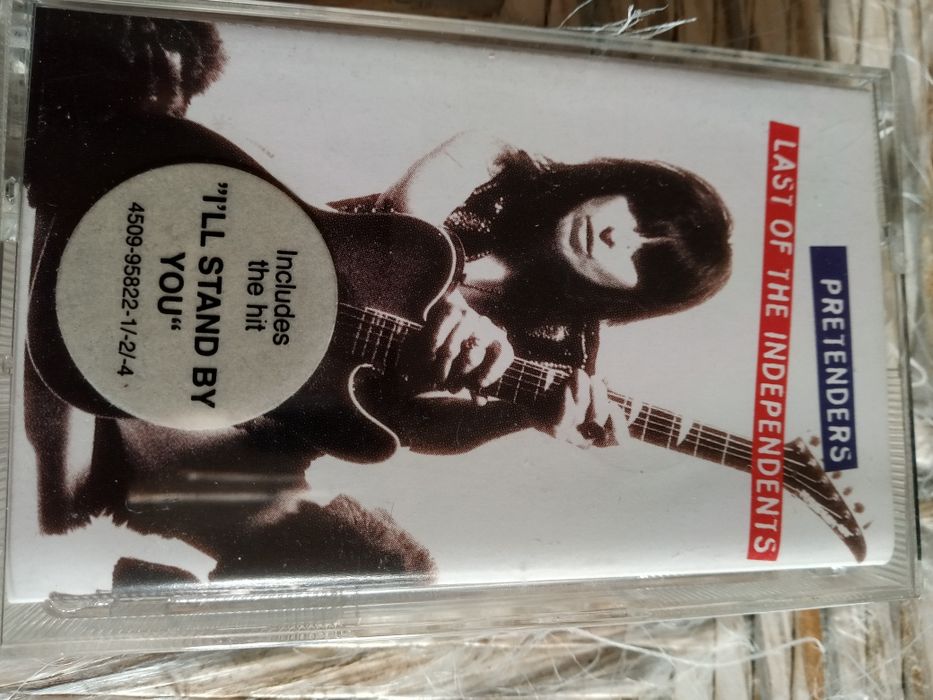 PRETENDERS
LAST OF THE INDEPENDENTS
Includes
the hit
"I'LL STAND BY
YOU“
4509-95822-1/-2/-4